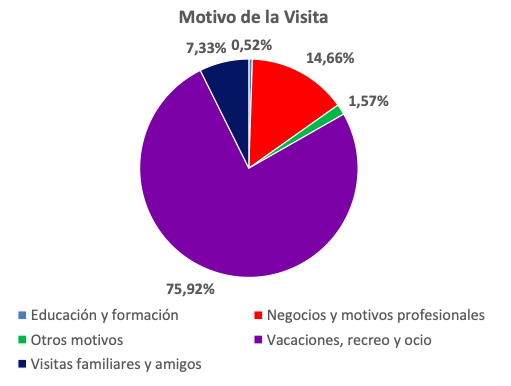 Motivo de la Visita
7,33% 0,52%
14,66%
1,57%
75,92%
Educación y formación
Negocios y motivos profesionales
Otros motivos
Vacaciones, recreo y ocio
Visitas familiares y amigos